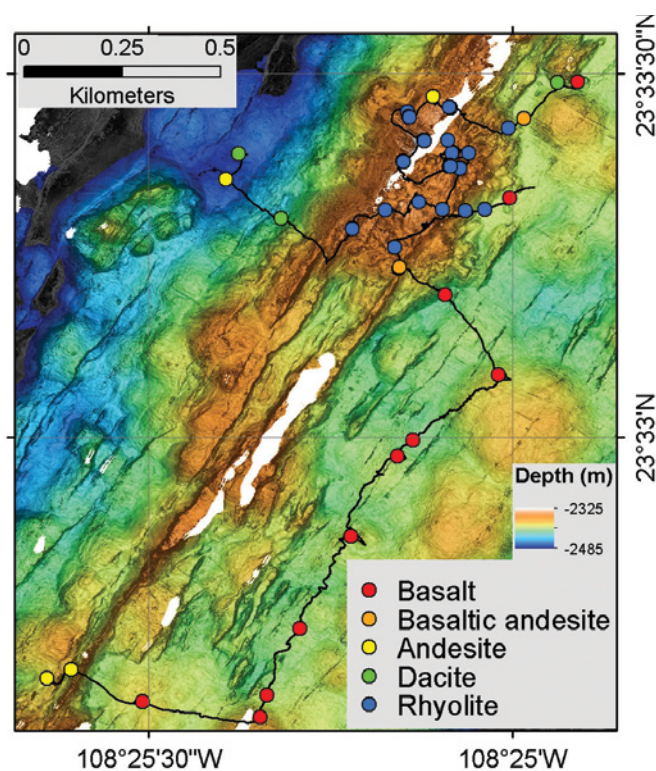 0 0.25 0.5
Kilometers
23°33'30"N
23°33'N
Depth (m)
-2325
-2485
Basalt
Basaltic andesite
Andesite
Dacite
Rhyolite
108°25'30"W 108°25'W